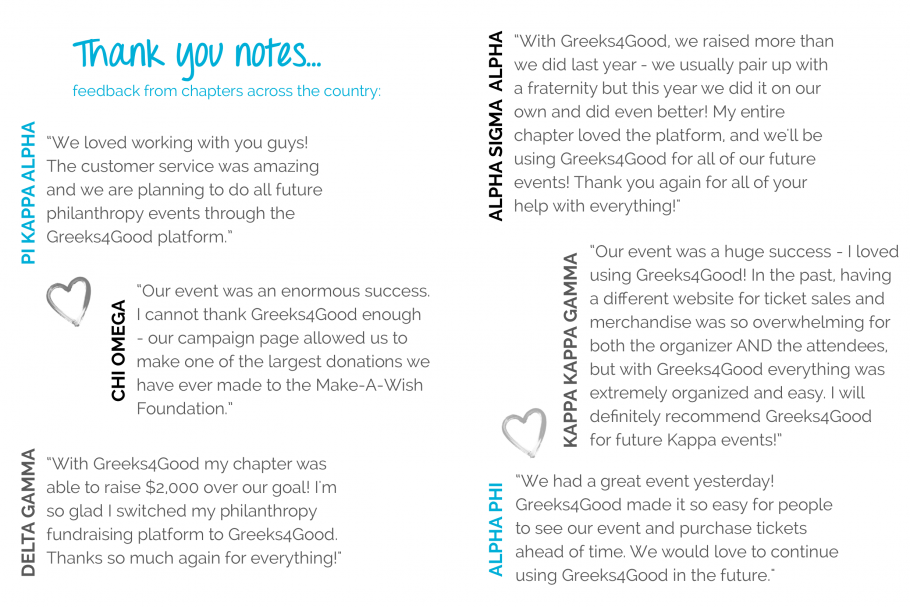 Thank you notes...
feedback from chapters across the country:
PI KAPPA ALPHA
“We loved working with you guys!
The customer service was amazing
and we are planning to do all future
philanthropy events through the
Greeks4Good platform.”
CHI OMEGA
“Our event was an enormous success.
I cannot thank Greeks4Good enough
- our campaign page allowed us to
make one of the largest donations we
have ever made to the Make-A-Wish
Foundation.”
DELTA GAMMA
“With Greeks4Good my chapter was
able to raise $2,000 over our goal! I'm
so glad I switched my philanthropy
fundraising platform to Greeks4Good.
Thanks so much again for everything!"
ALPHA SIGMA ALPHA
“With Greeks4Good, we raised more than
we did last year - we usually pair up with
a fraternity but this year we did it on our
own and did even better! My entire
chapter loved the platform, and we'll be
using Greeks4Good for all of our future
events! Thank you again for all of your
help with everything!"
KAPPA KAPPA GAMMA
“Our event was a huge success - I loved
using Greeks4Good! In the past, having
a different website for ticket sales and
merchandise was so overwhelming for
both the organizer AND the attendees,
but with Greeks4Good everything was
extremely organized and easy. I will
definitely recommend Greeks4Good
for future Kappa events!”
ALPHA PHI
“We had a great event yesterday!
Greeks4Good made it so easy for people
to see our event and purchase tickets
ahead of time. We would love to continue
using Greeks4Good in the future."